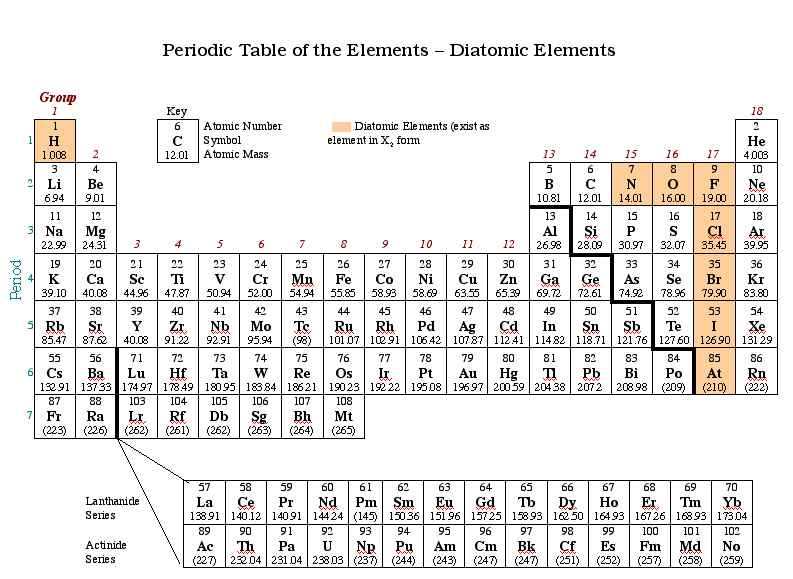 Periodic Table of the Elements – Diatomic Elements
Group
1 18
Key
1 6 Atomic Number Diatomic Elements (exist as 2
1 H C Symbol element in X₂ form He
1.008 2 12.01 Atomic Mass 13 14 15 16 17 4.003
3 4 5 6 7 8 9 10
2 Li Be B C N O F Ne
6.94 9.01 10.81 12.01 14.01 16.00 19.00 20.18
11 12 13 14 15 16 17 18
3 Na Mg Al Si P S Cl Ar
22.99 24.31 3 4 5 6 7 8 9 10 11 12 26.98 28.09 30.97 32.07 35.45 39.95
19 20 21 22 23 24 25 26 27 28 29 30 31 32 33 34 35 36
4 K Ca Sc Ti V Cr Mn Fe Co Ni Cu Zn Ga Ge As Se Br Kr
39.10 40.08 44.96 47.87 50.94 52.00 54.94 55.85 58.93 58.69 63.55 65.39 69.72 72.61 74.92 78.96 79.90 83.80
Period
37 38 39 40 41 42 43 44 45 46 47 48 49 50 51 52 53 54
5 Rb Sr Y Zr Nb Mo Tc Ru Rh Pd Ag Cd In Sn Sb Te I Xe
85.47 87.62 40.08 91.22 92.91 95.94 (98) 101.07 102.91 106.42 107.87 112.41 114.82 118.71 121.76 127.60 126.90 131.29
55 56 71 72 73 74 75 76 77 78 79 80 81 82 83 84 85 86
6 Cs Ba Lu Hf Ta W Re Os Ir Pt Au Hg Tl Pb Bi Po At Rn
132.91 137.33 174.97 178.49 180.95 183.84 186.21 190.23 192.22 195.08 196.97 200.59 204.38 207.2 208.98 (209) (210) (222)
87 88 103 104 105 106 107 108
7 Fr Ra Lr Rf Db Sg Bh Mt
(223) (226) (262) (261) (262) (263) (264) (265)
57 58 59 60 61 62 63 64 65 66 67 68 69 70
Lanthanide La Ce Pr Nd Pm Sm Eu Gd Tb Dy Ho Er Tm Yb
Series 138.91 140.12 140.91 144.24 (145) 150.36 151.96 157.25 158.93 162.50 164.93 167.26 168.93 173.04
89 90 91 92 93 94 95 96 97 98 99 100 101 102
Actinide Ac Th Pa U Np Pu Am Cm Bk Cf Es Fm Md No
Series (227) 232.04 231.04 238.03 (237) (244) (243) (247) (247) (251) (252) (257) (258) (259)